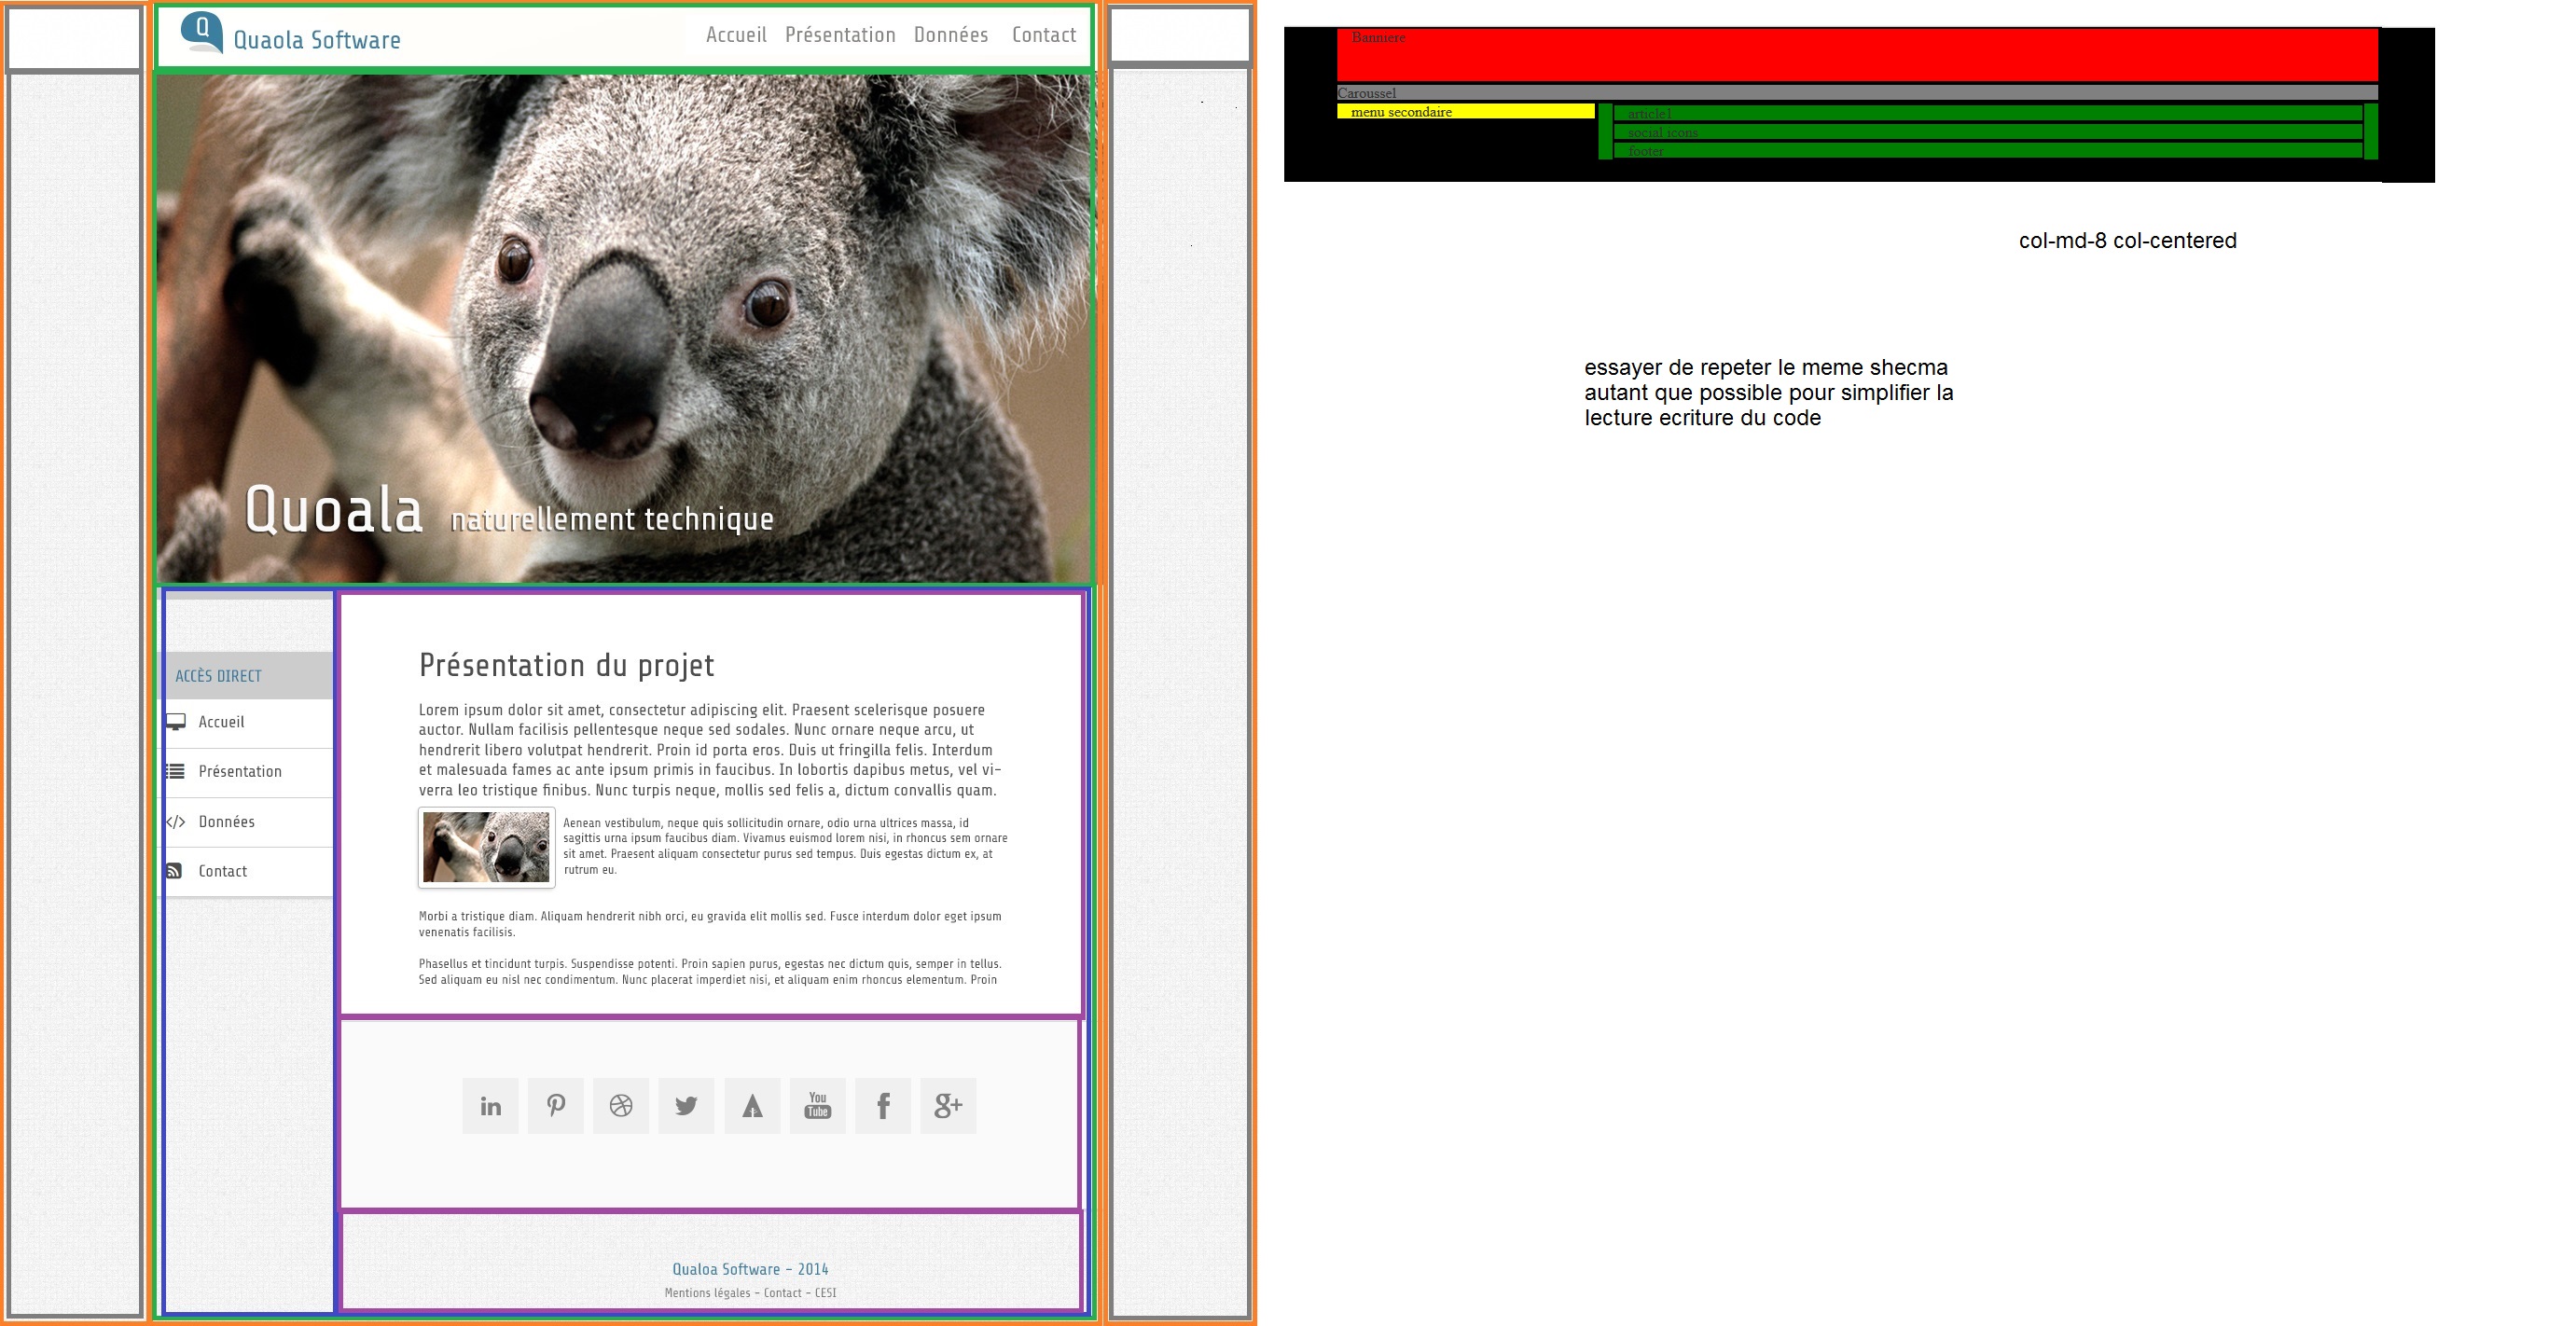 Q
Quaola Software
Accueil Présentation Données Contact
Quoala naturellement technique
ACCÈS DIRECT
Accueil
Présentation
Données
Contact
Présentation du projet
Lorem ipsum dolor sit amet, consectetur adipiscing elit. Praesent scelerisque posuere
auctor. Nullam facilisis pellentesque neque sed sodales. Nunc ornare neque arcu, ut
hendrerit libero volutpat hendrerit. Proin id porta eros. Duis ut fringilla felis. Interdum
et malesuada fames ac ante ipsum primis in faucibus. In lobortis dapibus metus, vel vi-
verra leo tristique finibus. Nunc turpis neque, mollis sed felis a, dictum convallis quam.
Aenean vestibulum, neque quis sollicitudin ornare, odio urna ultrices massa, id
sagittis urna ipsum faucibus diam. Vivamus euismod lorem nisi, in rhoncus sem ornare
sit amet. Praesent aliquam consectetur purus sed tempus. Duis egestas dictum ex, at
rutrum eu.
Morbi a tristique diam. Aliquam hendrerit nibh orci, eu gravida elit mollis sed. Fusce interdum dolor eget ipsum
venenatis facilisis.
Phasellus et tincidunt turpis. Suspendisse potenti. Proin sapien purus, egestas nec dictum quis, semper in tellus.
Sed aliquam eu nisl nec condimentum. Nunc placerat imperdiet nisi, et aliquam enim rhoncus elementum. Proin
in
You
Tube
f
g+
Qualoa Software - 2014
Mentions légales - Contact - CESI
Banniere
Caroussel
menu secondaire
article1
social icons
footer
col-md-8 col-centered
essayer de repeter le meme shecma
autant que possible pour simplifier la
lecture ecriture du code